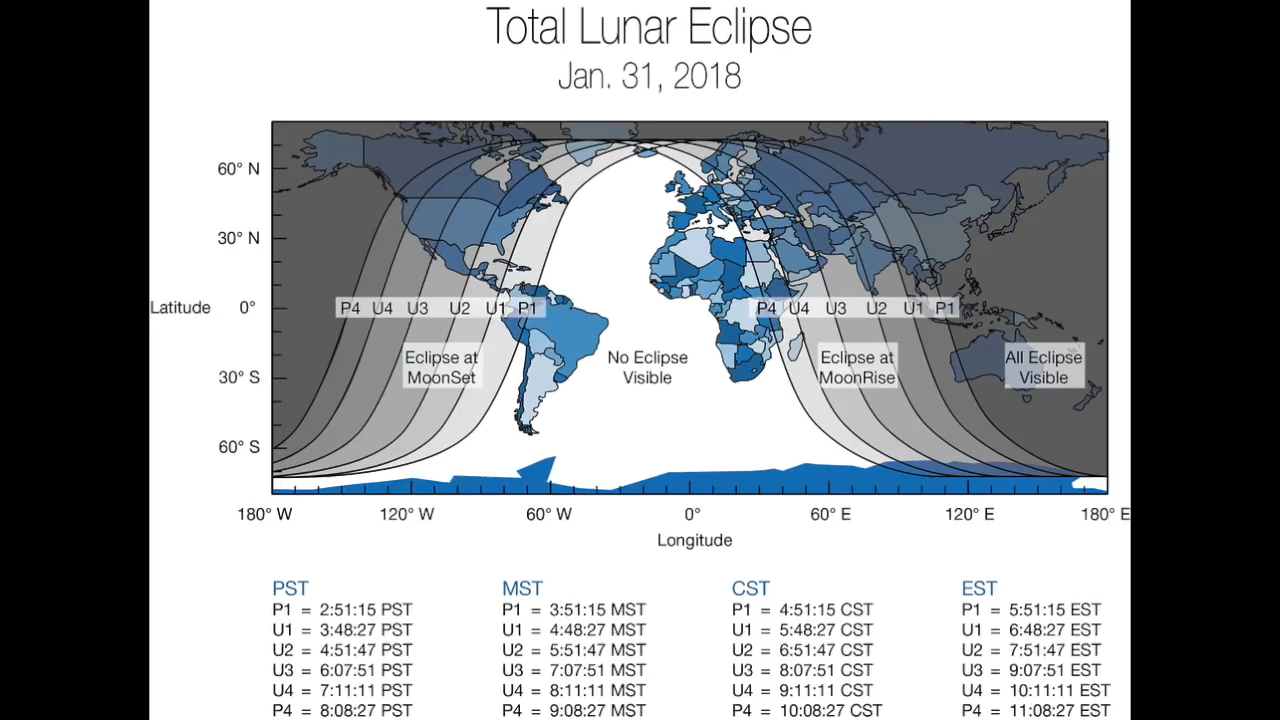 Total Lunar Eclipse
Jan. 31, 2018
60° N
30° N
Latitude 0°
30° S
60° S
P4 U4 U3 U2 U1 P1
P4 U4 U3 U2 U1 P1
Eclipse at
MoonSet
No Eclipse
Visible
Eclipse at
MoonRise
All Eclipse
Visible
180° W 120° W 60° W 0° 60° E 120° E 180° E
Longitude
PST
P1 = 2:51:15 PST
U1 = 3:48:27 PST
U2 = 4:51:47 PST
U3 = 6:07:51 PST
U4 = 7:11:11 PST
P4 = 8:08:27 PST
MST
P1 = 3:51:15 MST
U1 = 4:48:27 MST
U2 = 5:51:47 MST
U3 = 7:07:51 MST
U4 = 8:11:11 MST
P4 = 9:08:27 MST
CST
P1 = 4:51:15 CST
U1 = 5:48:27 CST
U2 = 6:51:47 CST
U3 = 8:07:51 CST
U4 = 9:11:11 CST
P4 = 10:08:27 CST
EST
P1 = 5:51:15 EST
U1 = 6:48:27 EST
U2 = 7:51:47 EST
U3 = 9:07:51 EST
U4 = 10:11:11 EST
P4 = 11:08:27 EST